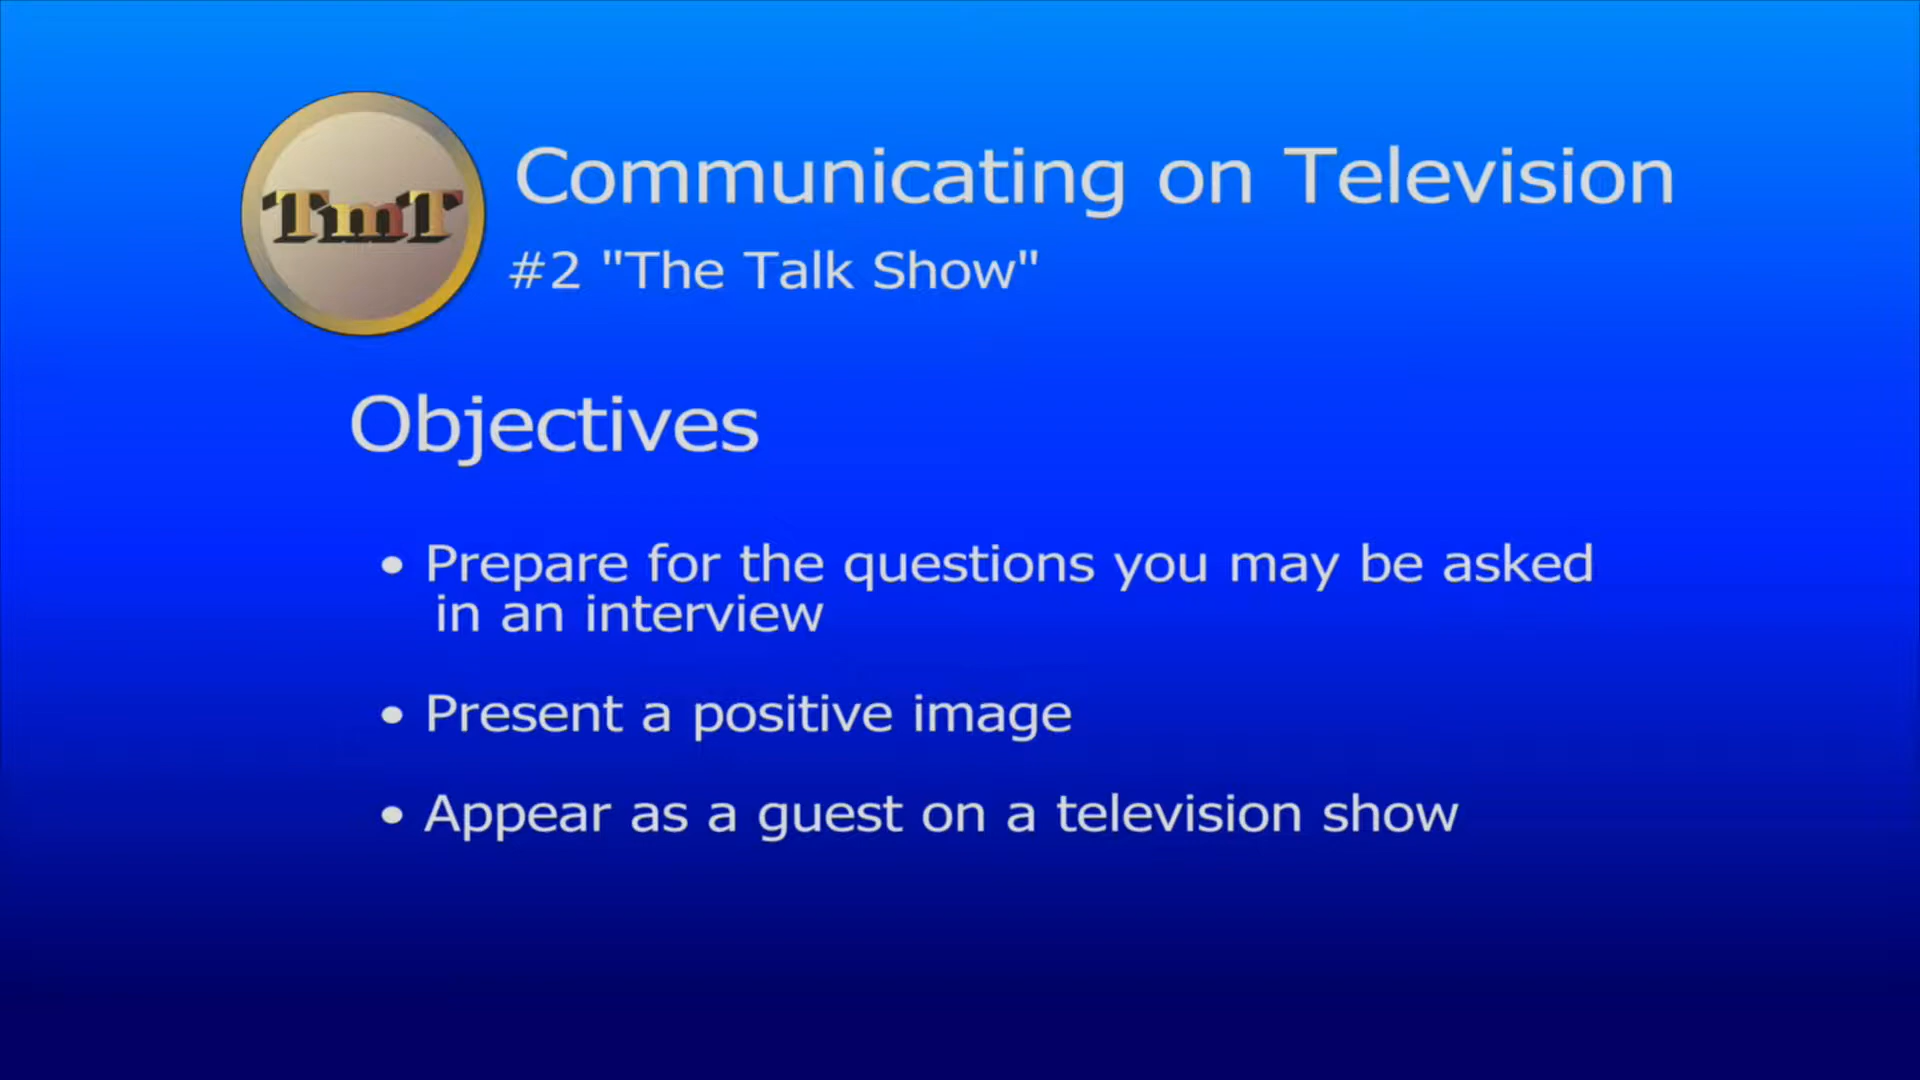 TmT
Communicating on Television
#2 "The Talk Show"
Objectives
• Prepare for the questions you may be asked
in an interview
• Present a positive image
• Appear as a guest on a television show